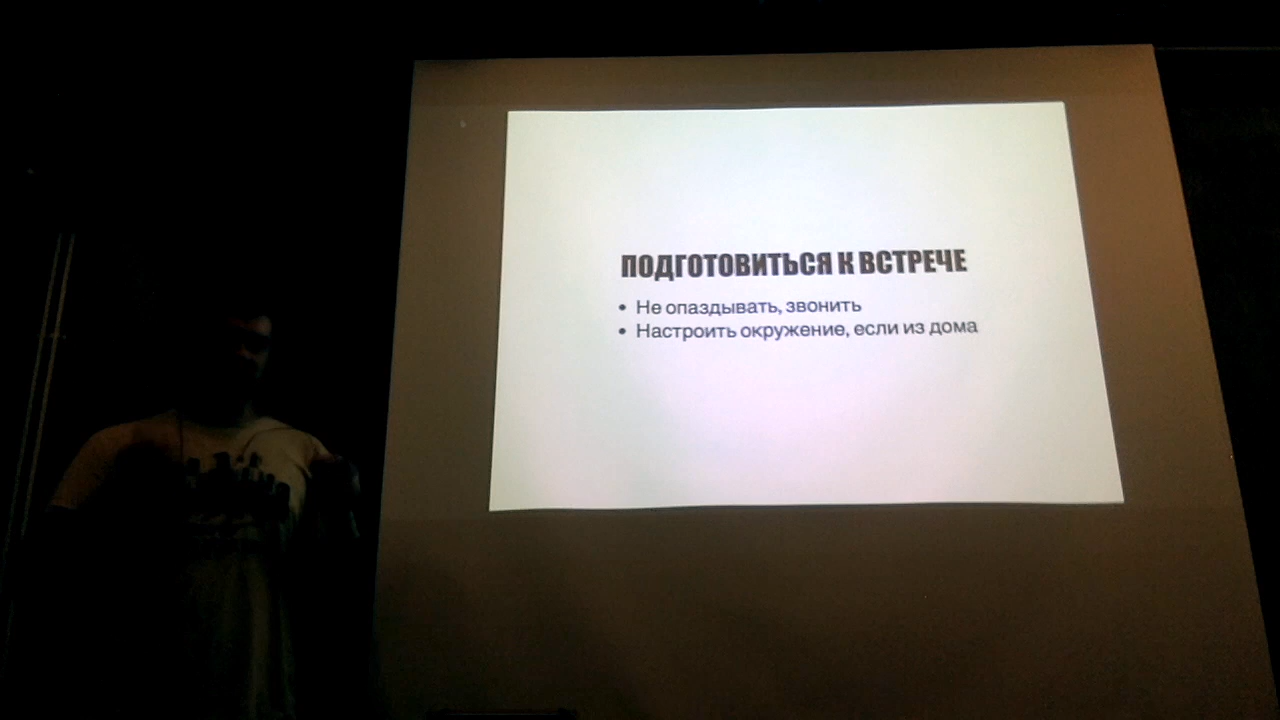 ПОДГОТОВИТЬСЯ К ВСТРЕЧЕ
• Не опаздывать, звонить
• Настроить окружение, если из дома